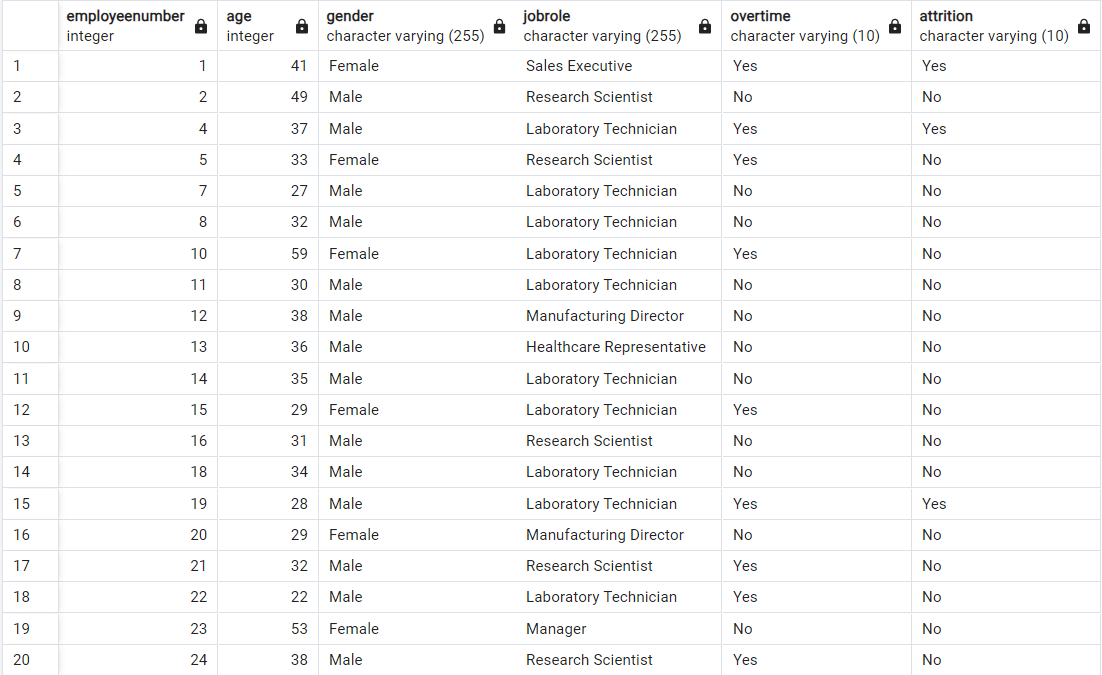 employeenumber age gender jobrole overtime attrition
integer integer character varying (255) character varying (255) character varying (10) character varying (10)
1 1 41 Female Sales Executive Yes Yes
2 2 49 Male Research Scientist No No
3 4 37 Male Laboratory Technician Yes Yes
4 5 33 Female Research Scientist Yes No
5 7 27 Male Laboratory Technician No No
6 8 32 Male Laboratory Technician No No
7 10 59 Female Laboratory Technician Yes No
8 11 30 Male Laboratory Technician No No
9 12 38 Male Manufacturing Director No No
10 13 36 Male Healthcare Representative No No
11 14 35 Male Laboratory Technician No No
12 15 29 Female Laboratory Technician Yes No
13 16 31 Male Research Scientist No No
14 18 34 Male Laboratory Technician No No
15 19 28 Male Laboratory Technician Yes Yes
16 20 29 Female Manufacturing Director No No
17 21 32 Male Research Scientist Yes No
18 22 22 Male Laboratory Technician Yes No
19 23 53 Female Manager No No
20 24 38 Male Research Scientist Yes No